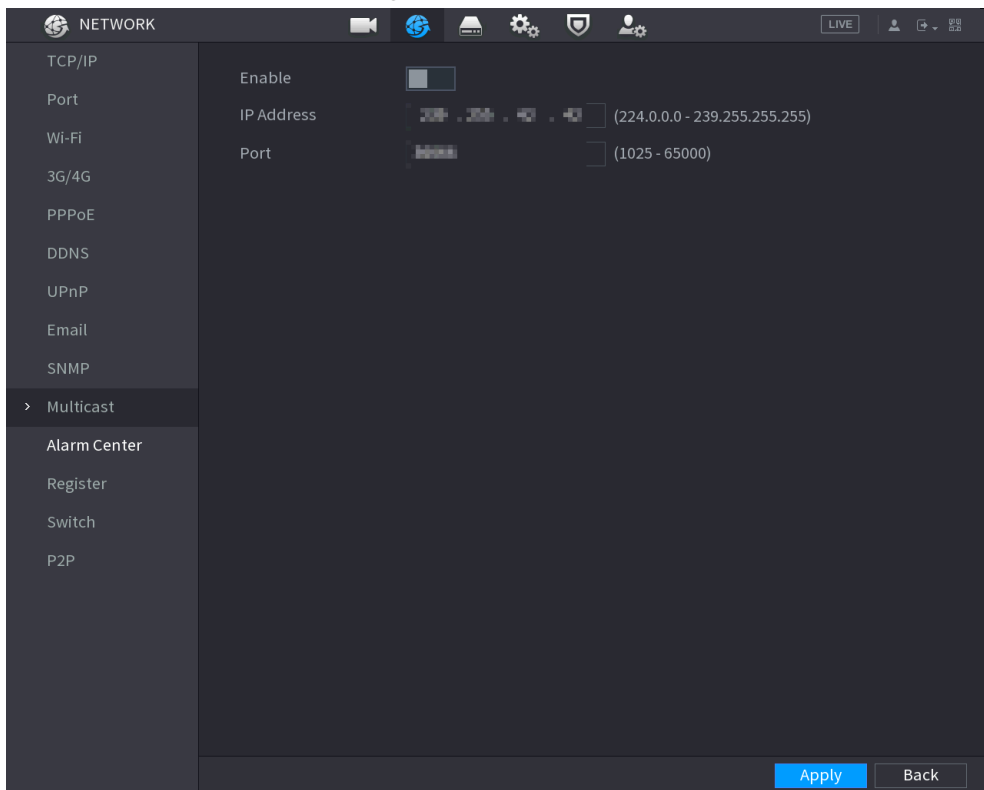 NETWORK
LIVE
TCP/IP
Port
Wi-Fi
3G/4G
PPPoE
DDNS
UPnP
Email
SNMP
Multicast
Alarm Center
Register
Switch
P2P
Enable
IP Address (224.0.0.0 - 239.255.255.255)
Port (1025 - 65000)
Apply Back